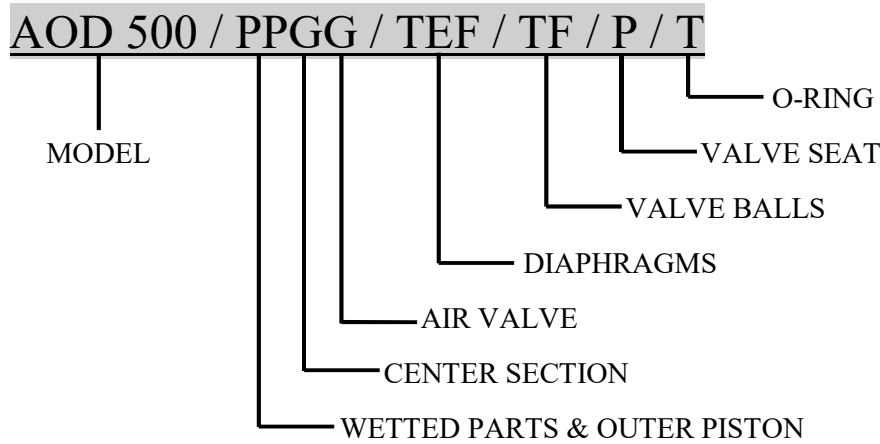 AOD 500 / PPGG / TEF / TF / P / T
O-RING
MODEL
VALVE SEAT
VALVE BALLS
DIAPHRAGMS
AIR VALVE
CENTER SECTION
WETTED PARTS & OUTER PISTON